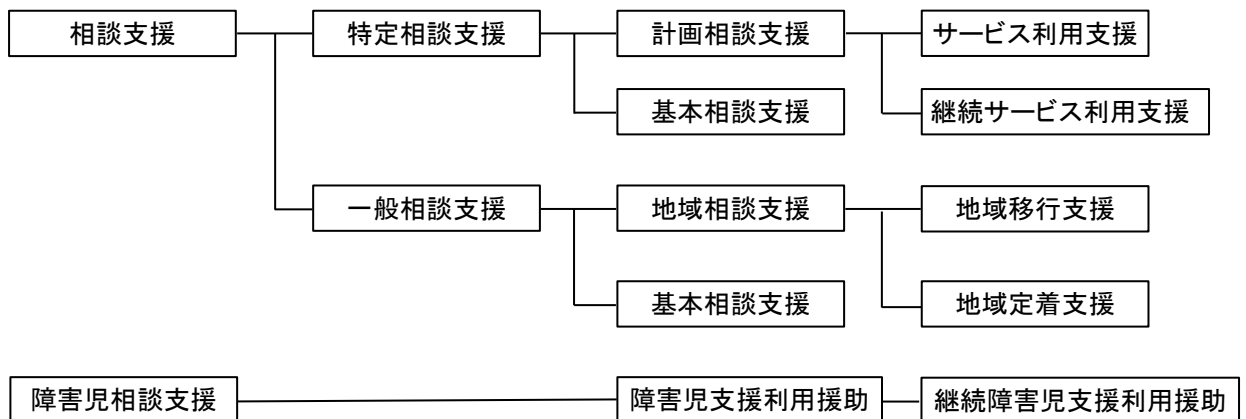 相談支援
特定相談支援
計画相談支援
サービス利用支援
基本相談支援
継続サービス利用支援
一般相談支援
地域相談支援
地域移行支援
基本相談支援
地域定着支援
障害児相談支援
障害児支援利用援助
継続障害児支援利用援助